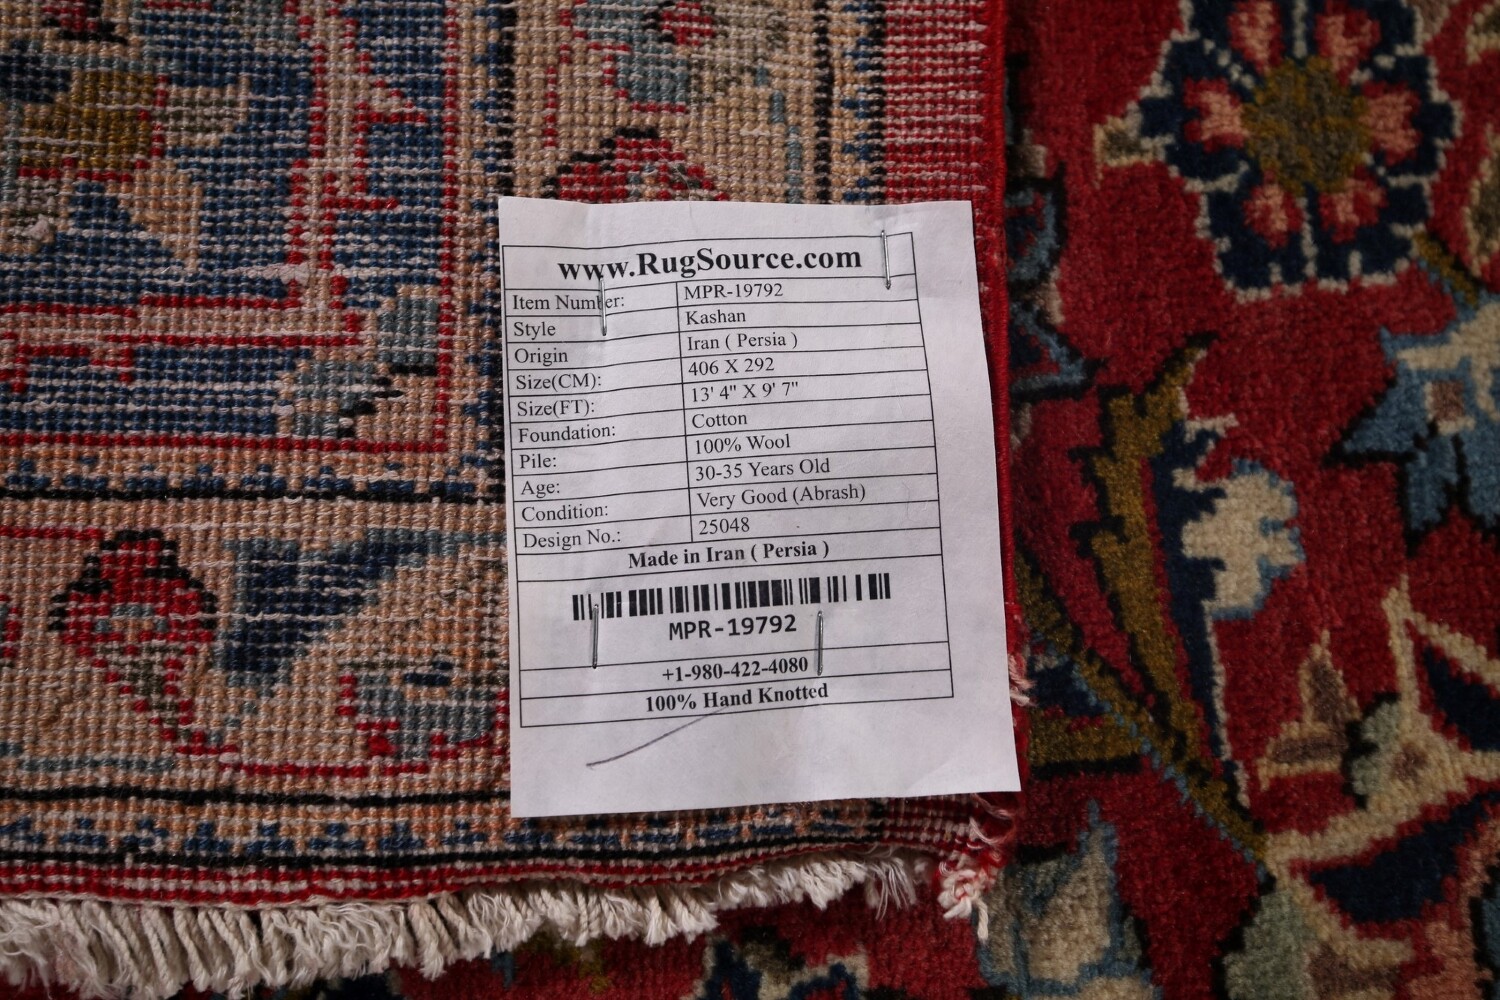 www.RugSource.com
Item Number: MPR-19792
Style Kashan
Origin Iran ( Persia )
Size(CM): 406 X 292
Size(FT): 13' 4" X 9' 7"
Foundation: Cotton
Pile: 100% Wool
Age: 30-35 Years Old
Condition: Very Good (Abrash)
Design No.: 25048
Made in Iran ( Persia )
MPR-19792
+1-980-422-4080
100% Hand Knotted